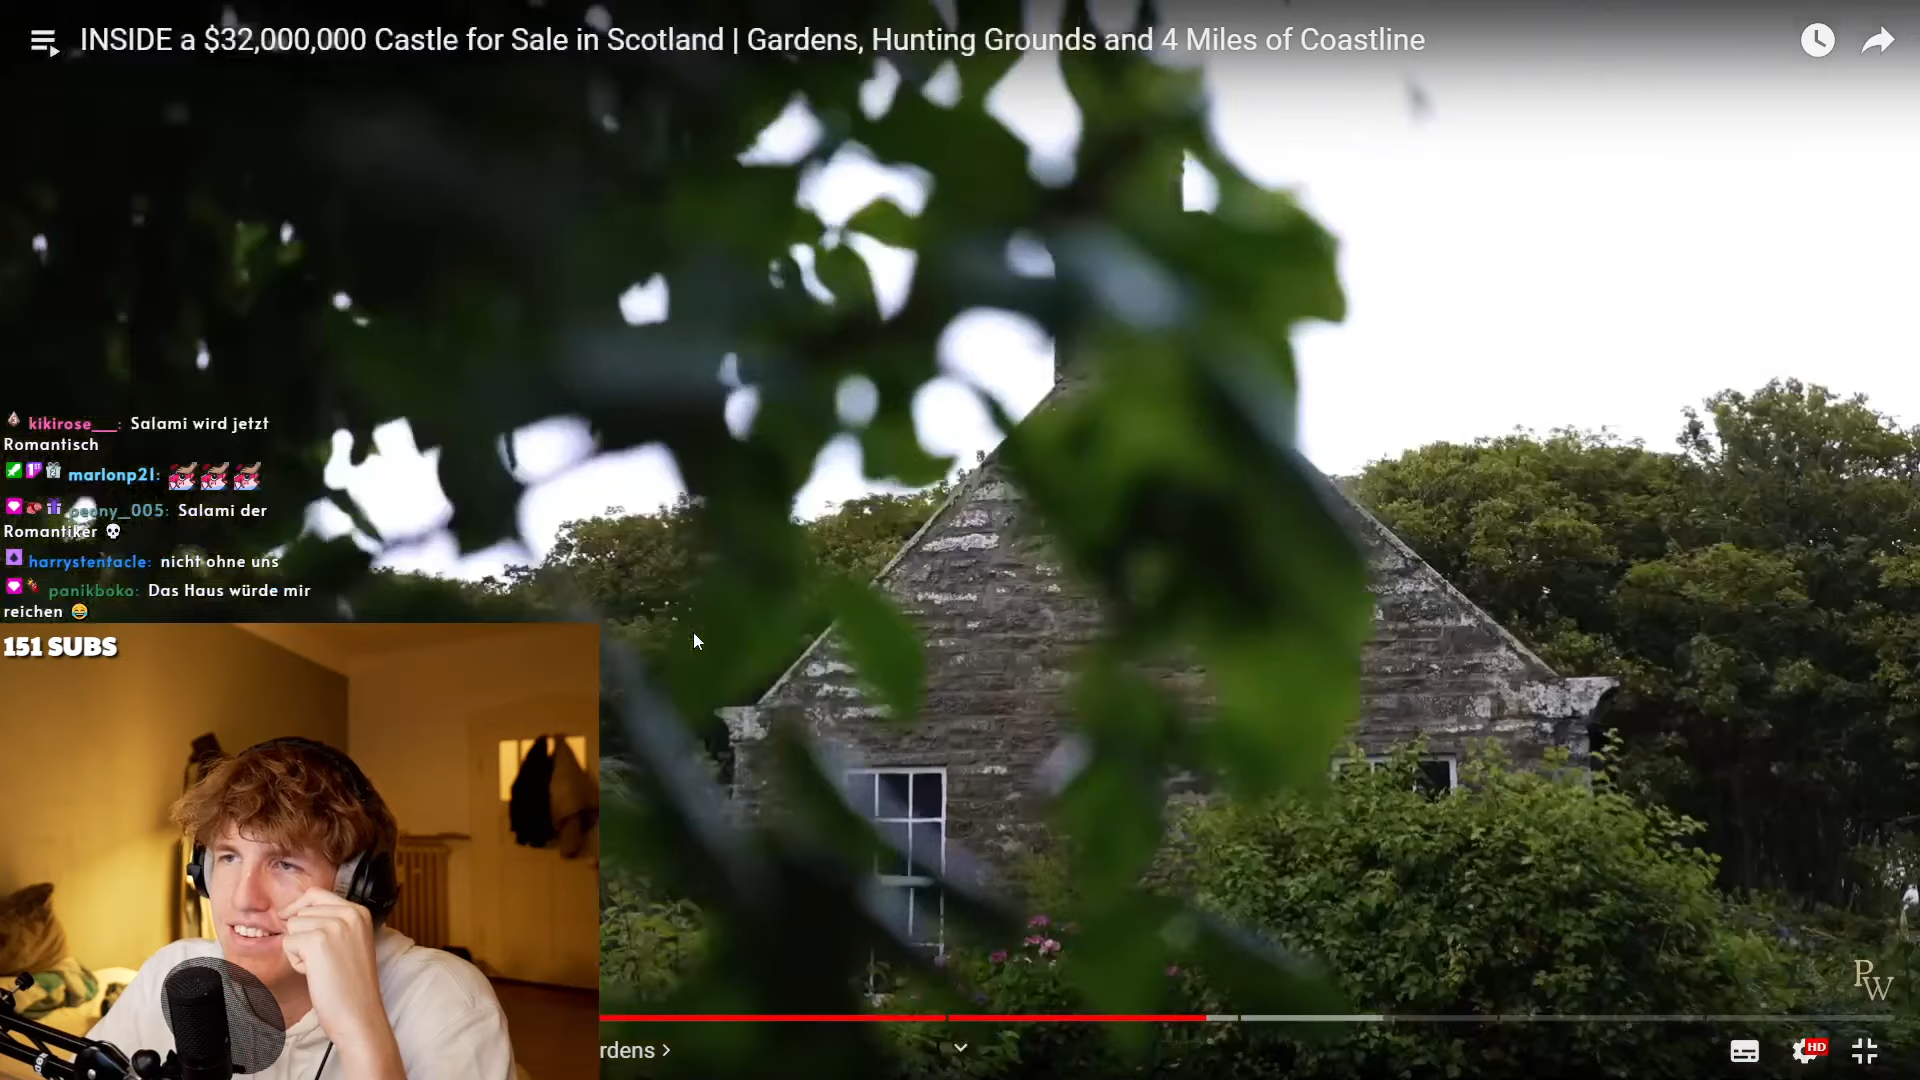 INSIDE a $32,000,000 Castle for Sale in Scotland | Gardens, Hunting Grounds and 4 Miles of Coastline
kikirose___: Salami wird jetzt
Romantisch
marlonp21:
peony_005: Salami der
Romantiker 💀
harrystentacle: nicht ohne uns
panikboko: Das Haus würde mir
reichen 😂
151 SUBS
PW
rdens >
HD